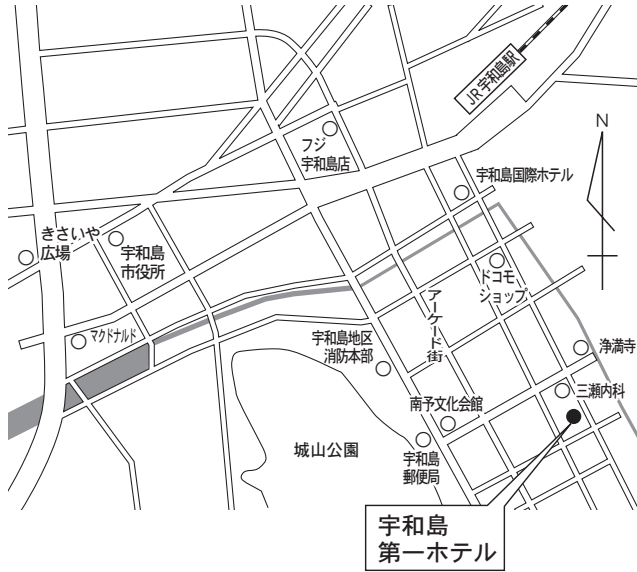 JR宇和島駅
N
フジ
宇和島店
宇和島国際ホテル
きさいや
広場
宇和島
市役所
ドコモ
ショップ
アーケード街
マクドナルド
宇和島地区
消防本部
浄満寺
三瀬内科
南予文化会館
城山公園
宇和島
郵便局
宇和島
第一ホテル